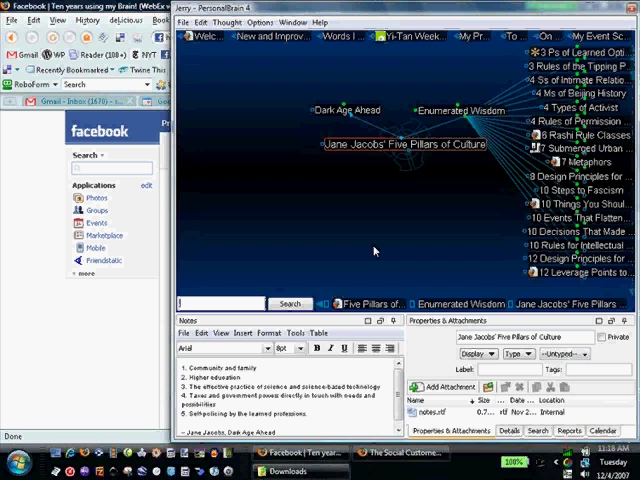 Facebook | Ten years using my Brain! (WebEx w
Jerry - PersonalBrain 4
File Edit View History
File Edit Thought Options Window Help
Welc...
New and Improv...
Words I ...
Yi-Tan Week...
My Pr...
To ...
On ...
My Event Sc...
HLJ
del.icio.us
Gmail
W
Reader (10+)
NYT
Recently Bookmarked
Twine This
RoboForm
Search
Gmail - Inbox (1670) - ...
facebook
Search
Applications edit
Photos
Groups
Events
Marketplace
Mobile
Friendstatic
more
Prof
Done
Dark Age Ahead
Enumerated Wisdom
Jane Jacobs' Five Pillars of Culture
3 Ps of Learned Opti...
3 Rules of the Tipping P...
4 Ss of Intimate Relatio...
4 Ms of Beijing History
4 Types of Activist
4 Rules of Permission ...
6 Rashi Rule Classes
7 Submerged Urban ...
7 Metaphors
8 Design Principles for ...
10 Steps to Fascism
10 Things You Shoul...
10 Events That Flatten...
10 Decisions That Made ...
10 Rules for Intellectual ...
12 Design Principles for ...
12 Leverage Points to...
Search
Five Pillars of...
Enumerated Wisdom
Jane Jacobs' Five Pillars ...
Notes
File Edit View Insert Format Tools Table
Arial 8pt B I U
1. Community and family
2. Higher education
3. The effective practice of science and science-based technology
4. Taxes and government powers directly in touch with needs and
possibilities
5. Self-policing by the learned professions.
-- Jane Jacobs, Dark Age Ahead
Properties & Attachments
Jane Jacobs' Five Pillars of Culture
Private
Display Type --Untyped--
Label: Tags:
Add Attachment
Name Size ... Date... Location
notes.rtf 0.7... rtf Nov 2... Internal
Properties & Attachments Details Search Reports Calendar
Facebook | Ten year...
The Social Custome...
Downloads
100%
11:18 AM
Tuesday
12/4/2007